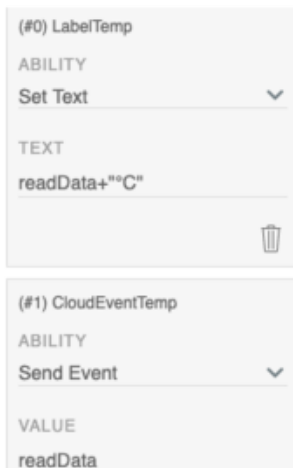 (#0) LabelTemp
ABILITY
Set Text
TEXT
readData+"°C"
(#1) CloudEventTemp
ABILITY
Send Event
VALUE
readData